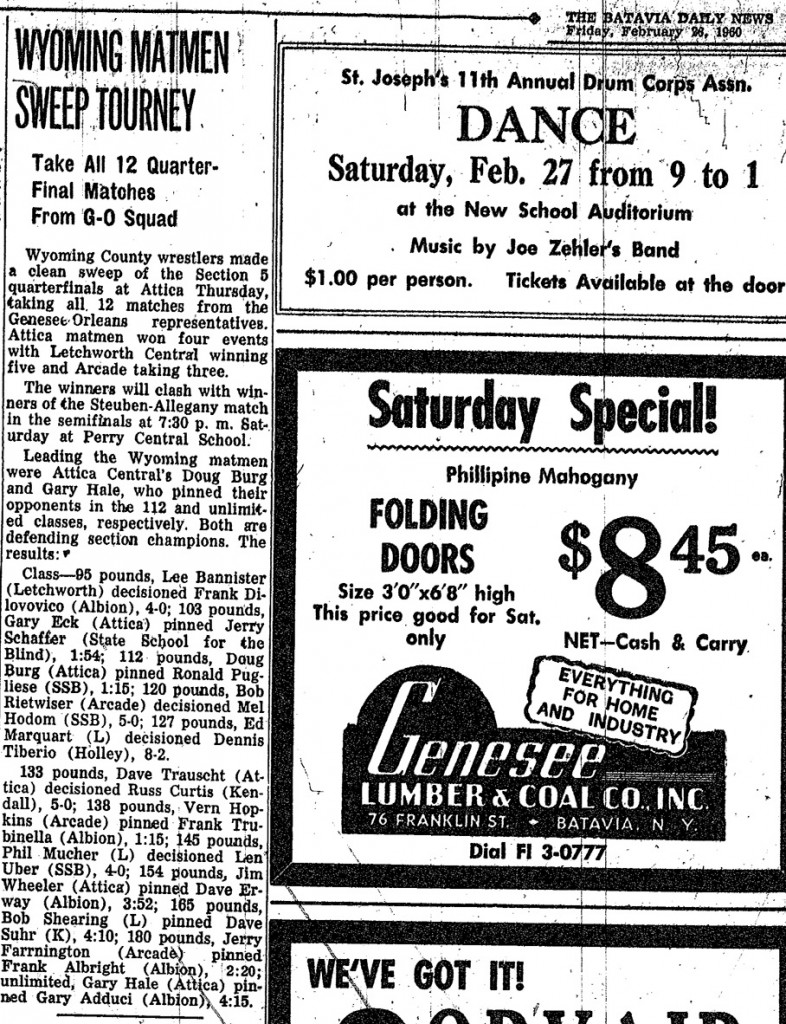 THE BATAVIA DAILY NEWS
Friday, February 26, 1960
WYOMING MATMEN
SWEEP TOURNEY
Take All 12 Quarter-
Final Matches
From G-O Squad
Wyoming County wrestlers made
a clean sweep of the Section 5
quarterfinals at Attica Thursday,
taking all 12 matches from the
Genesee-Orleans representatives.
Attica matmen won four events
with Letchworth Central winning
five and Arcade taking three.
The winners will clash with win-
ners of the Steuben-Allegany match
in the semifinals at 7:30 p. m. Sat-
urday at Perry Central School.
Leading the Wyoming matmen
were Attica Central's Doug Burg
and Gary Hale, who pinned their
opponents in the 112 and unlimit-
ed classes, respectively. Both are
defending section champions. The
results:
Class—95 pounds, Lee Bannister
(Letchworth) decisioned Frank Di-
lovovico (Albion), 4-0; 103 pounds,
Gary Eck (Attica) pinned Jerry
Schaffer (State School for the
Blind), 1:54; 112 pounds, Doug
Burg (Attica) pinned Ronald Pug-
liese (SSB), 1:15; 120 pounds, Bob
Rietwiser (Arcade) decisioned Mel
Hodom (SSB), 5-0; 127 pounds, Ed
Marquart (L) decisioned Dennis
Tiberio (Holley), 8-2.
133 pounds, Dave Trauscht (At-
tica) decisioned Russ Curtis (Ken-
dall), 5-0; 138 pounds, Vern Hop-
kins (Arcade) pinned Frank Tru-
binella (Albion), 1:15; 145 pounds,
Phil Mucher (L) decisioned Len
Uber (SSB), 4-0; 154 pounds, Jim
Wheeler (Attica) pinned Dave Er-
way (Albion), 3:52; 165 pounds,
Bob Shearing (L) pinned Dave
Suhr (K), 4:10; 180 pounds, Jerry
Farrnington (Arcade) pinned
Frank Albright (Albion), 2:20;
unlimited, Gary Hale (Attica) pin-
ned Gary Adduci (Albion), 4:15.
St. Joseph's 11th Annual Drum Corps Assn.
DANCE
Saturday, Feb. 27 from 9 to 1
at the New School Auditorium
Music by Joe Zehler's Band
$1.00 per person. Tickets Available at the door
Saturday Special!
Phillipine Mahogany
FOLDING
DOORS
$8.45 ea.
Size 3'0"x6'8" high
This price good for Sat.
only
NET—Cash & Carry
EVERYTHING
FOR HOME
AND INDUSTRY
Genesee
LUMBER & COAL CO., INC.
76 FRANKLIN ST. • BATAVIA, N. Y.
Dial FI 3-0777
WE'VE GOT IT!